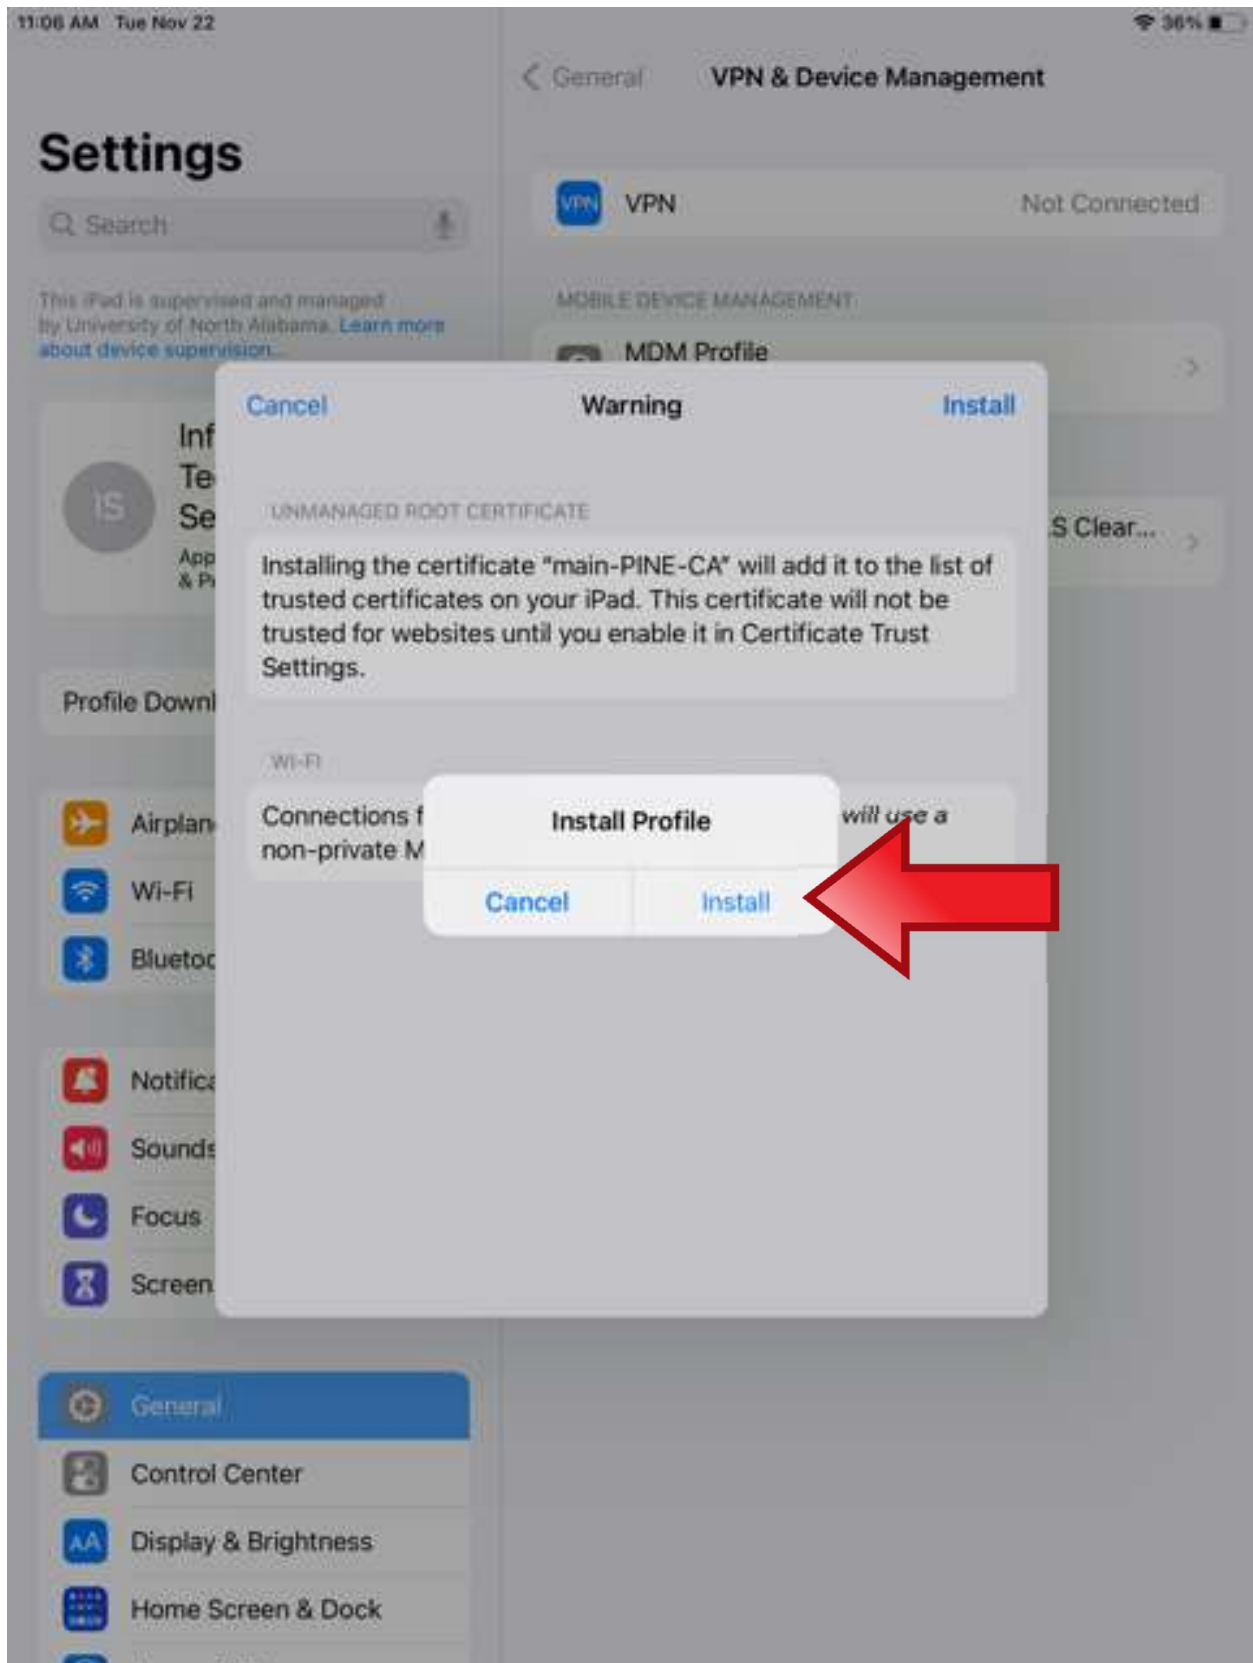 11:06 AM Tue Nov 22
36%
General
VPN & Device Management
Settings
Search
VPN
VPN
Not Connected
This iPad is supervised and managed
by University of North Alabama. Learn more
about device supervision...
MOBILE DEVICE MANAGEMENT
MDM Profile
Cancel
Warning
Install
IS
Inf
Te
Se
App
& P
S Clear...
UNMANAGED ROOT CERTIFICATE
Installing the certificate "main-PINE-CA" will add it to the list of
trusted certificates on your iPad. This certificate will not be
trusted for websites until you enable it in Certificate Trust
Settings.
Profile Downl
WI-FI
Connections f
will use a
non-private M
Install Profile
Cancel
Install
Airplan
Wi-Fi
Bluetoo
Notifica
Sounds
Focus
Screen
General
Control Center
AA
Display & Brightness
Home Screen & Dock